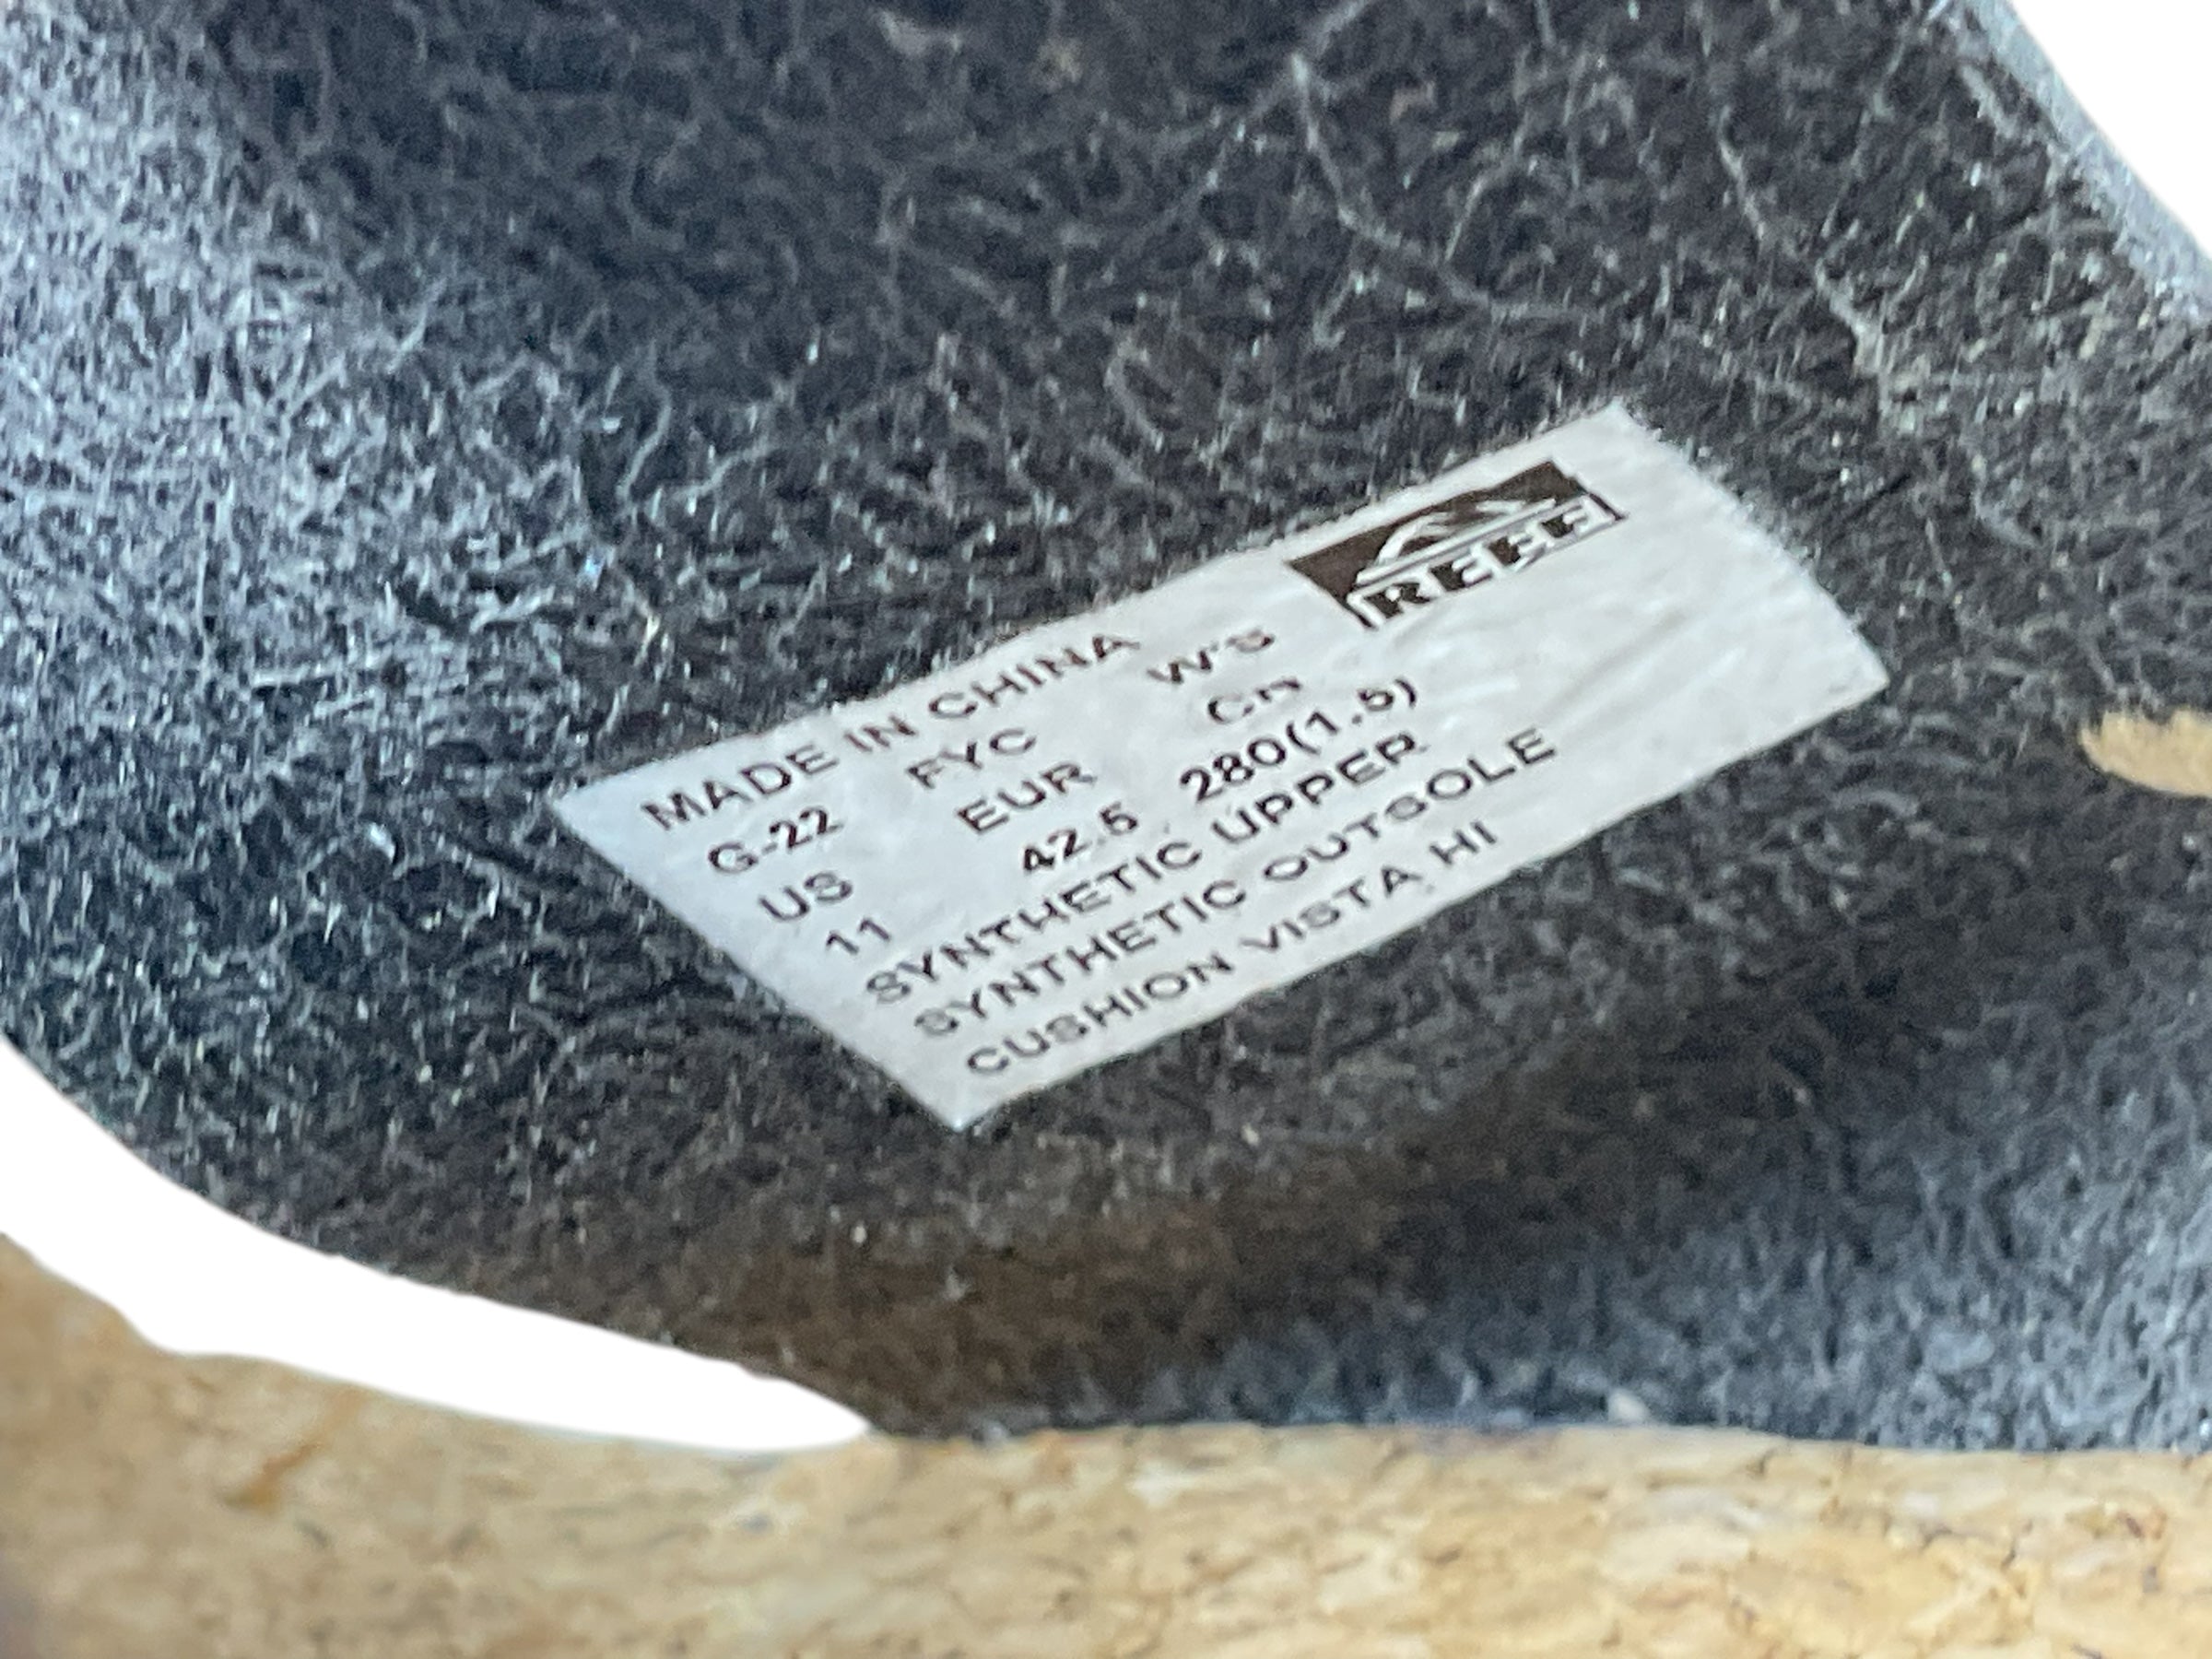 REEF
MADE IN CHINA W'S
G-22 FYC Cn
US EUR 280(1.5)
11 42.5
SYNTHETIC UPPER
SYNTHETIC OUTSOLE
CUSHION VISTA HI